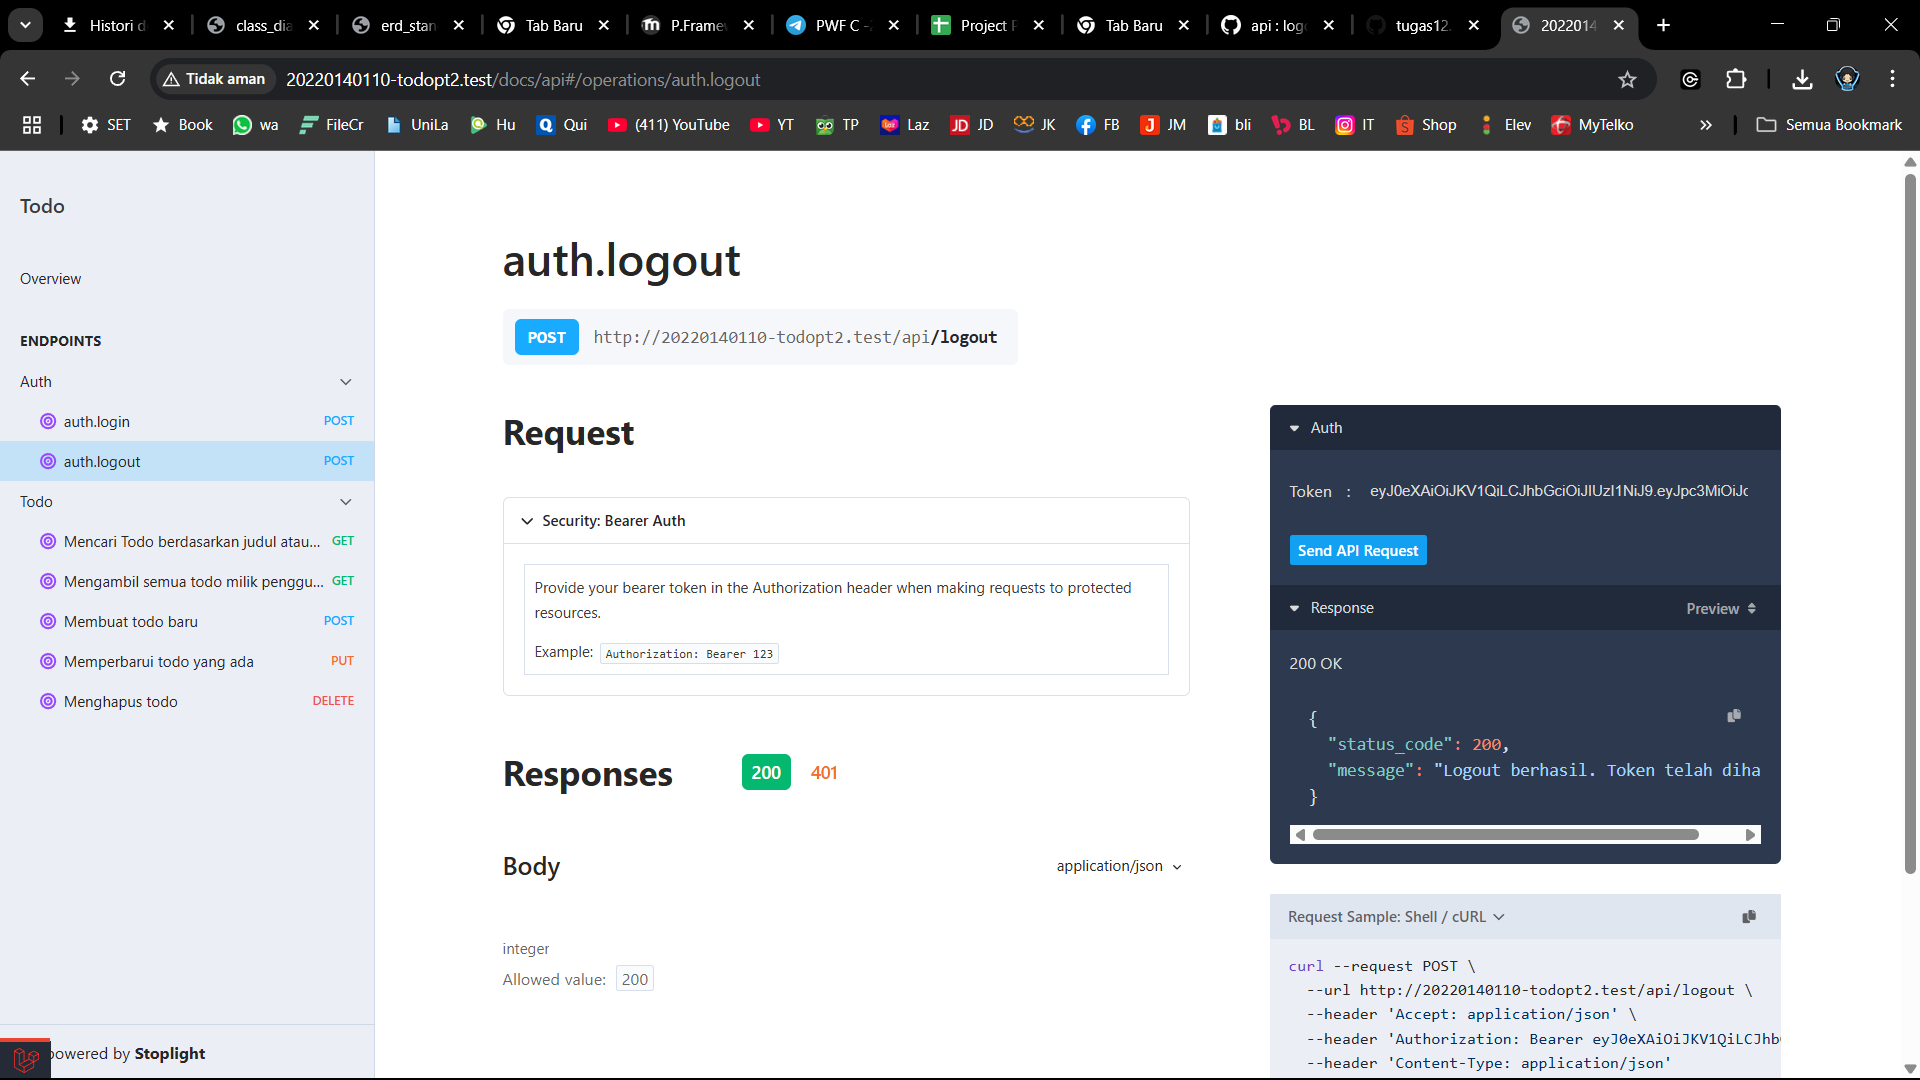 Histori d
class_dia
erd_stan
Tab Baru
P.Frame
PWF C -
Project P
Tab Baru
api : log
tugas12.
2022014
Tidak aman
20220140110-todopt2.test/docs/api#/operations/auth.logout
SET
Book
wa
FileCr
UniLa
Hu
Qui
(411) YouTube
YT
TP
Laz
JD
JK
FB
JM
bli
BL
IT
Shop
Elev
MyTelko
Semua Bookmark
Todo
Overview
ENDPOINTS
Auth
auth.login POST
auth.logout POST
Todo
Mencari Todo berdasarkan judul atau... GET
Mengambil semua todo milik penggu... GET
Membuat todo baru POST
Memperbarui todo yang ada PUT
Menghapus todo DELETE
powered by Stoplight
auth.logout
POST http://20220140110-todopt2.test/api/logout
Request
Security: Bearer Auth
Provide your bearer token in the Authorization header when making requests to protected
resources.
Example: Authorization: Bearer 123
Responses 200 401
Body application/json
integer
Allowed value: 200
Auth
Token : eyJ0eXAiOiJKV1QiLCJhbGciOiJIUzI1NiJ9.eyJpc3MiOiJc
Send API Request
Response Preview
200 OK
{
"status_code": 200,
"message": "Logout berhasil. Token telah diha
}
Request Sample: Shell / cURL
curl --request POST \
--url http://20220140110-todopt2.test/api/logout \
--header 'Accept: application/json' \
--header 'Authorization: Bearer eyJ0eXAiOiJKV1QiLCJhb
--header 'Content-Type: application/json'